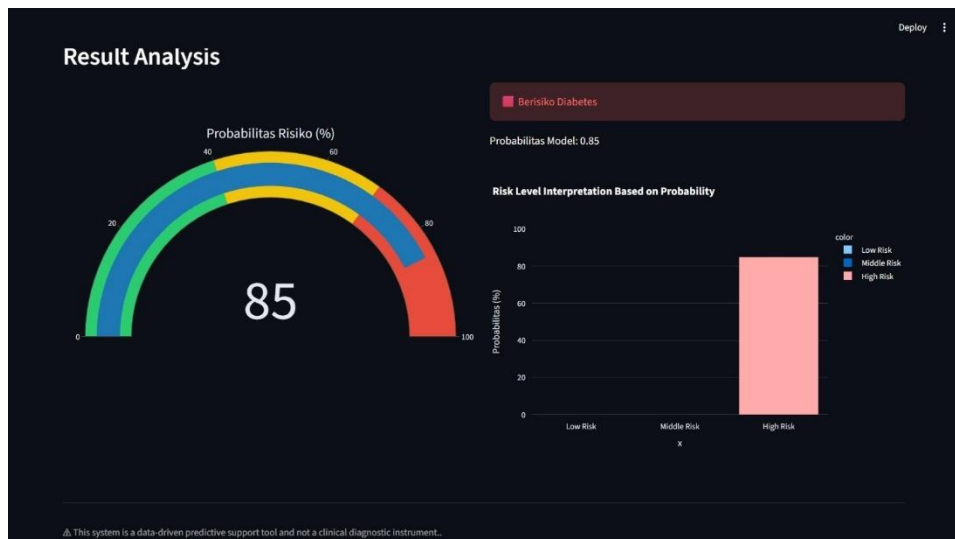 Deploy
Result Analysis
Berisiko Diabetes
Probabilitas Model: 0.85
Probabilitas Risiko (%)
0
20
40
60
80
100
85
Risk Level Interpretation Based on Probability
100
80
60
40
20
0
Probabilitas (%)
Low Risk
Middle Risk
High Risk
x
color
Low Risk
Middle Risk
High Risk
⚠ This system is a data-driven predictive support tool and not a clinical diagnostic instrument..